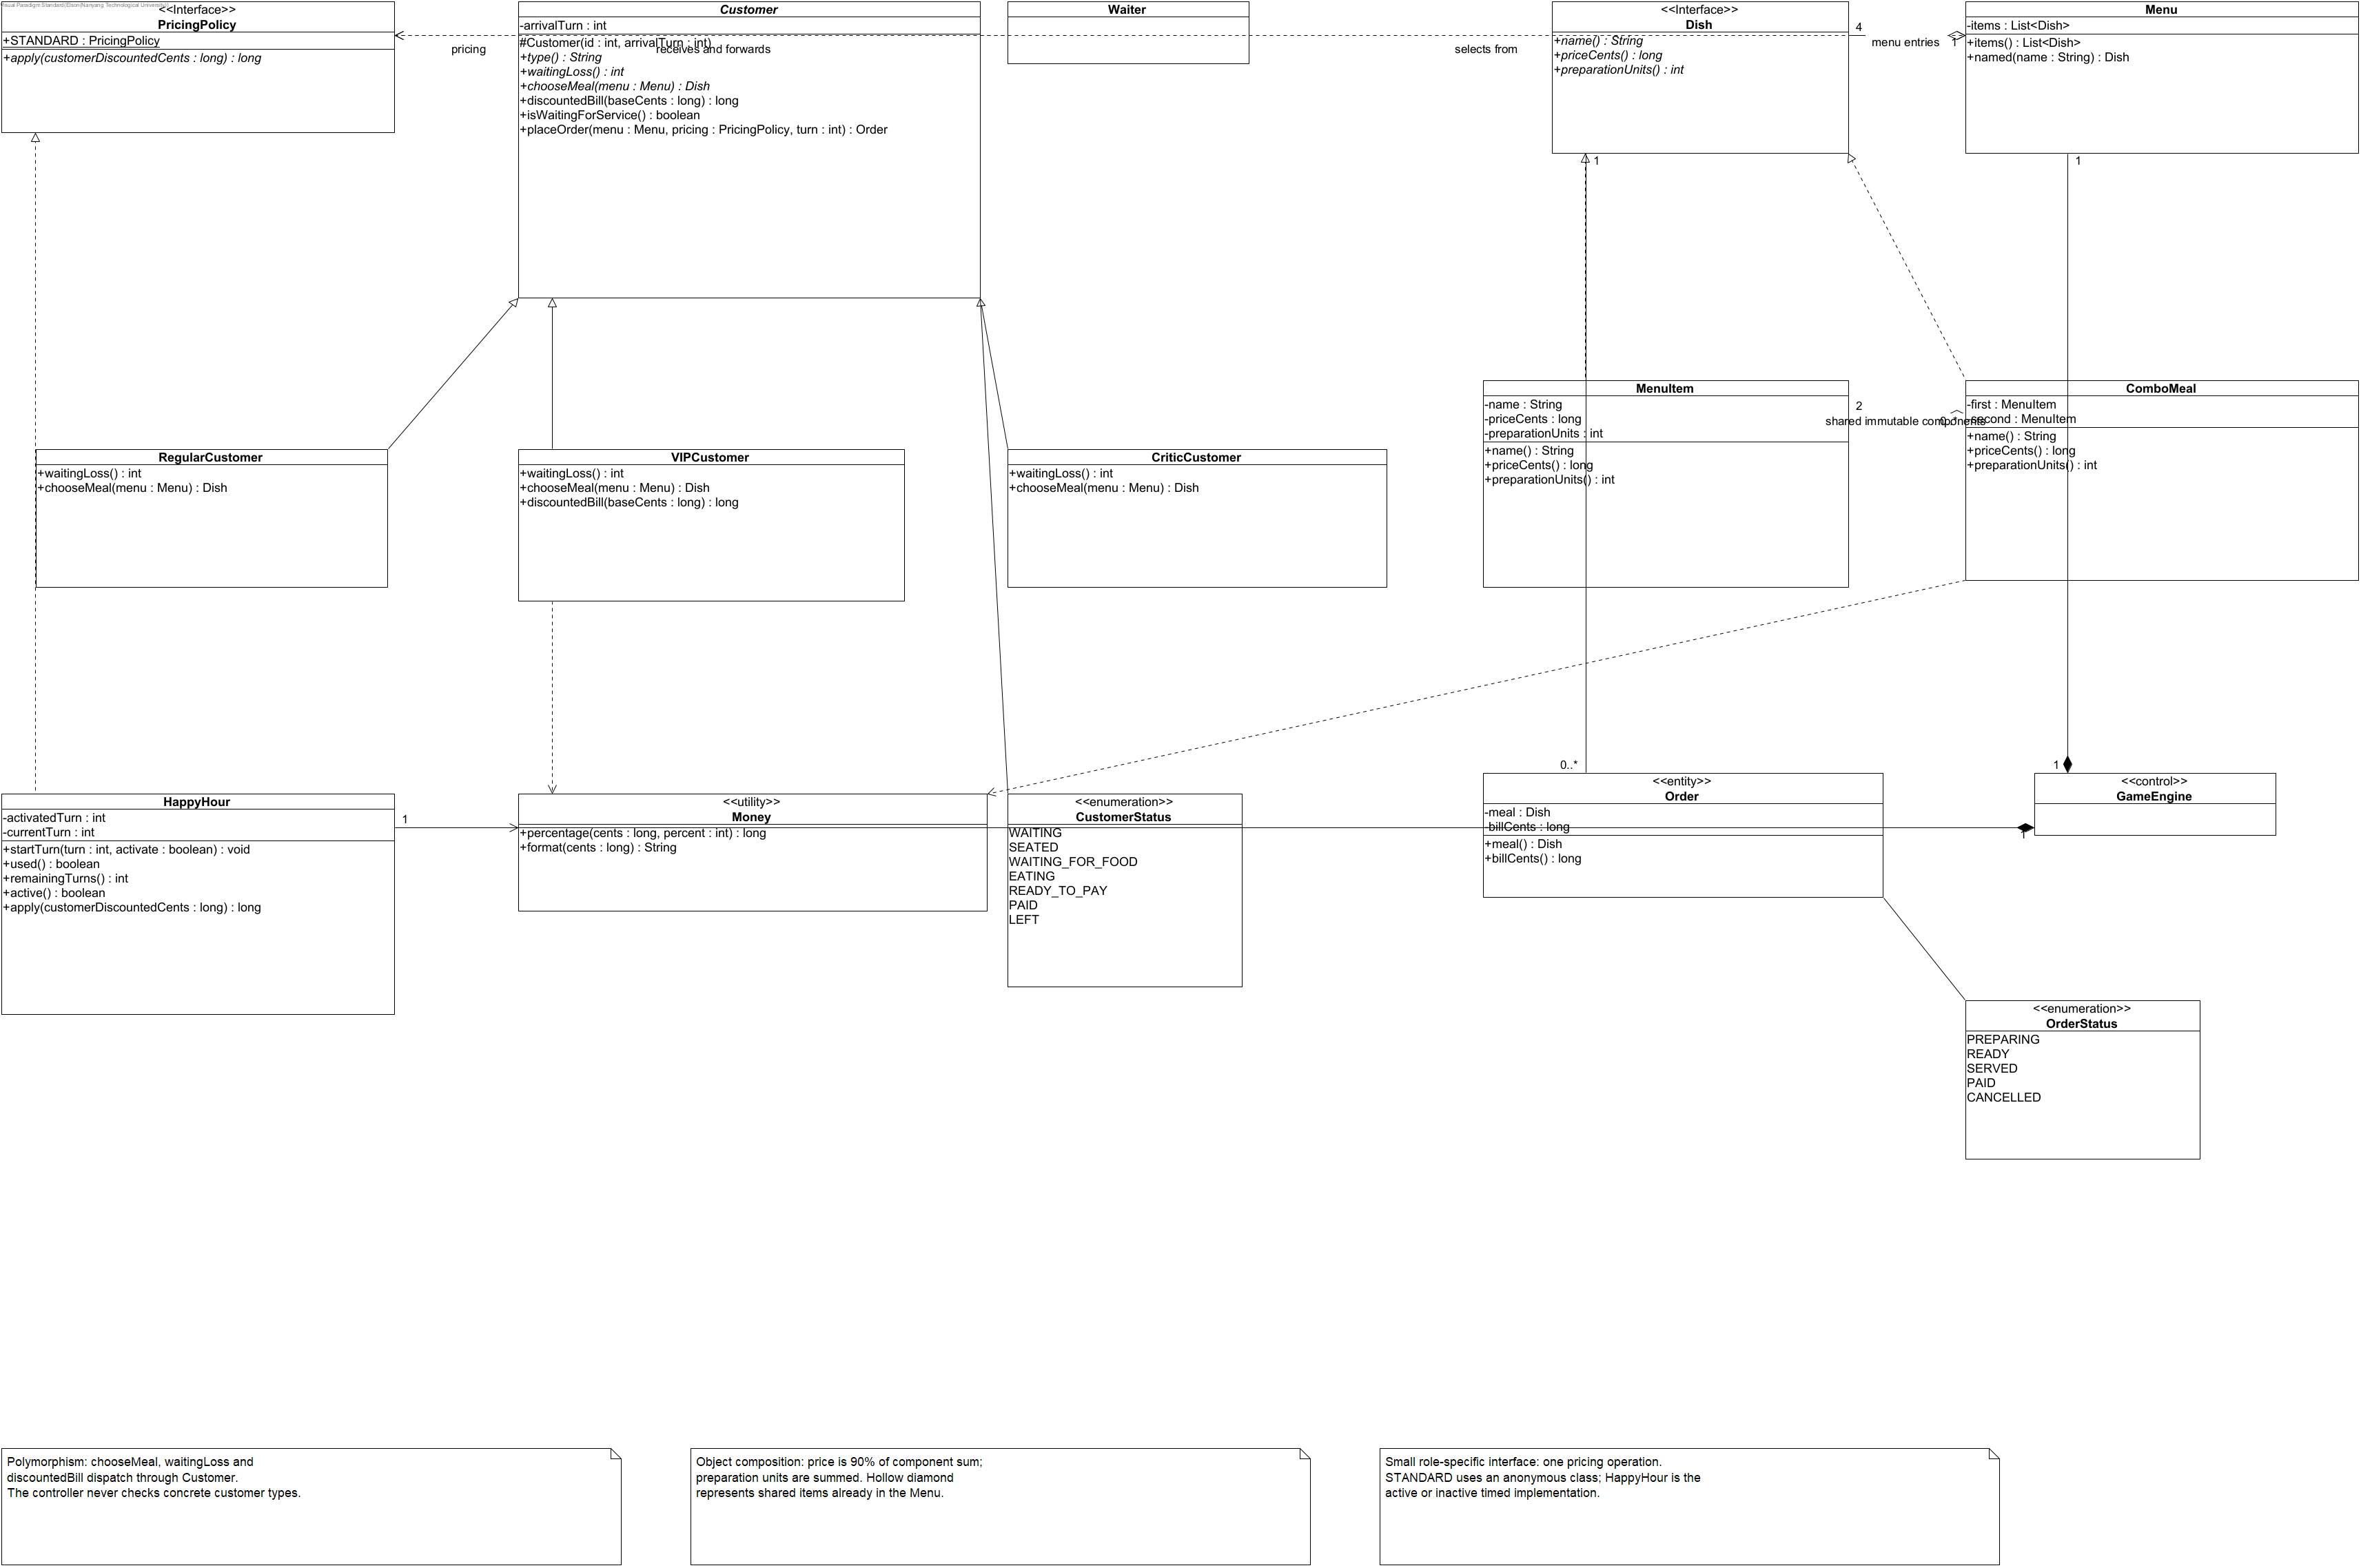 Visual Paradigm Standard(Eison(Nanyang Technological University))
<<Interface>>
PricingPolicy
+STANDARD : PricingPolicy
+apply(customerDiscountedCents : long) : long
pricing
Customer
-arrivalTurn : int
#Customer(id : int, arrivalTurn : int)
+type() : String
+waitingLoss() : int
+chooseMeal(menu : Menu) : Dish
+discountedBill(baseCents : long) : long
+isWaitingForService() : boolean
+placeOrder(menu : Menu, pricing : PricingPolicy, turn : int) : Order
receives and forwards
Waiter
selects from
<<Interface>>
Dish
+name() : String
+priceCents() : long
+preparationUnits() : int
4
menu entries
1
Menu
-items : List<Dish>
+items() : List<Dish>
+named(name : String) : Dish
1
1
RegularCustomer
+waitingLoss() : int
+chooseMeal(menu : Menu) : Dish
VIPCustomer
+waitingLoss() : int
+chooseMeal(menu : Menu) : Dish
+discountedBill(baseCents : long) : long
CriticCustomer
+waitingLoss() : int
+chooseMeal(menu : Menu) : Dish
MenuItem
-name : String
-priceCents : long
-preparationUnits : int
+name() : String
+priceCents() : long
+preparationUnits() : int
2
shared immutable components
0..*
ComboMeal
-first : MenuItem
-second : MenuItem
+name() : String
+priceCents() : long
+preparationUnits() : int
HappyHour
-activatedTurn : int
-currentTurn : int
+startTurn(turn : int, activate : boolean) : void
+used() : boolean
+remainingTurns() : int
+active() : boolean
+apply(customerDiscountedCents : long) : long
1
<<utility>>
Money
+percentage(cents : long, percent : int) : long
+format(cents : long) : String
<<enumeration>>
CustomerStatus
WAITING
SEATED
WAITING_FOR_FOOD
EATING
READY_TO_PAY
PAID
LEFT
0..*
<<entity>>
Order
-meal : Dish
-billCents : long
+meal() : Dish
+billCents() : long
1
<<control>>
GameEngine
1
<<enumeration>>
OrderStatus
PREPARING
READY
SERVED
PAID
CANCELLED
Polymorphism: chooseMeal, waitingLoss and
discountedBill dispatch through Customer.
The controller never checks concrete customer types.
Object composition: price is 90% of component sum;
preparation units are summed. Hollow diamond
represents shared items already in the Menu.
Small role-specific interface: one pricing operation.
STANDARD uses an anonymous class; HappyHour is the
active or inactive timed implementation.